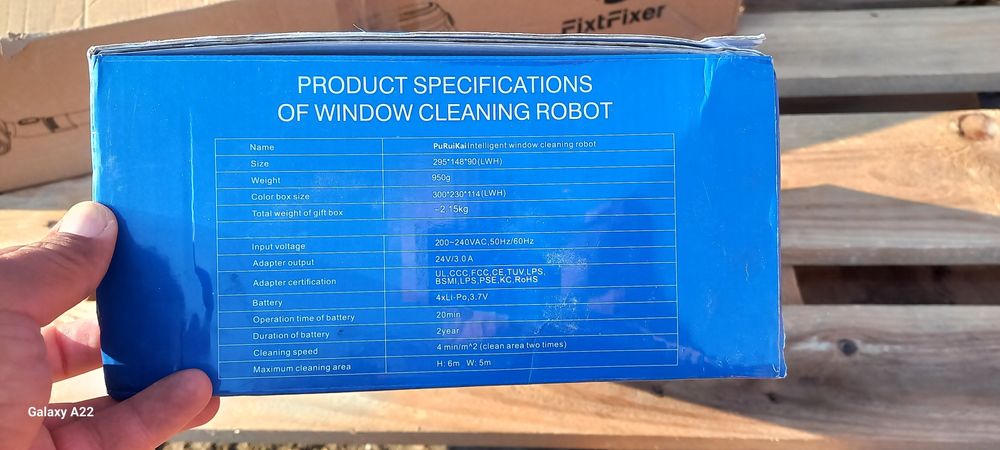 FixtFixer
PRODUCT SPECIFICATIONS
OF WINDOW CLEANING ROBOT
Name PuRuiKai Intelligent window cleaning robot
Size 295*148*90(LWH)
Weight 950g
Color box size 300*230*114(LWH)
Total weight of gift box ~2.15kg
Input voltage 200~240VAC,50Hz/60Hz
Adapter output 24V/3.0A
Adapter certification UL,CCC,FCC,CE,TUV,LPS,
BSMI,LPS,PSE,KC,RoHS
Battery 4xLi-Po,3.7V
Operation time of battery 20min
Duration of battery 2year
Cleaning speed 4 min/m^2 (clean area two times)
Maximum cleaning area H: 6m W: 5m
Galaxy A22